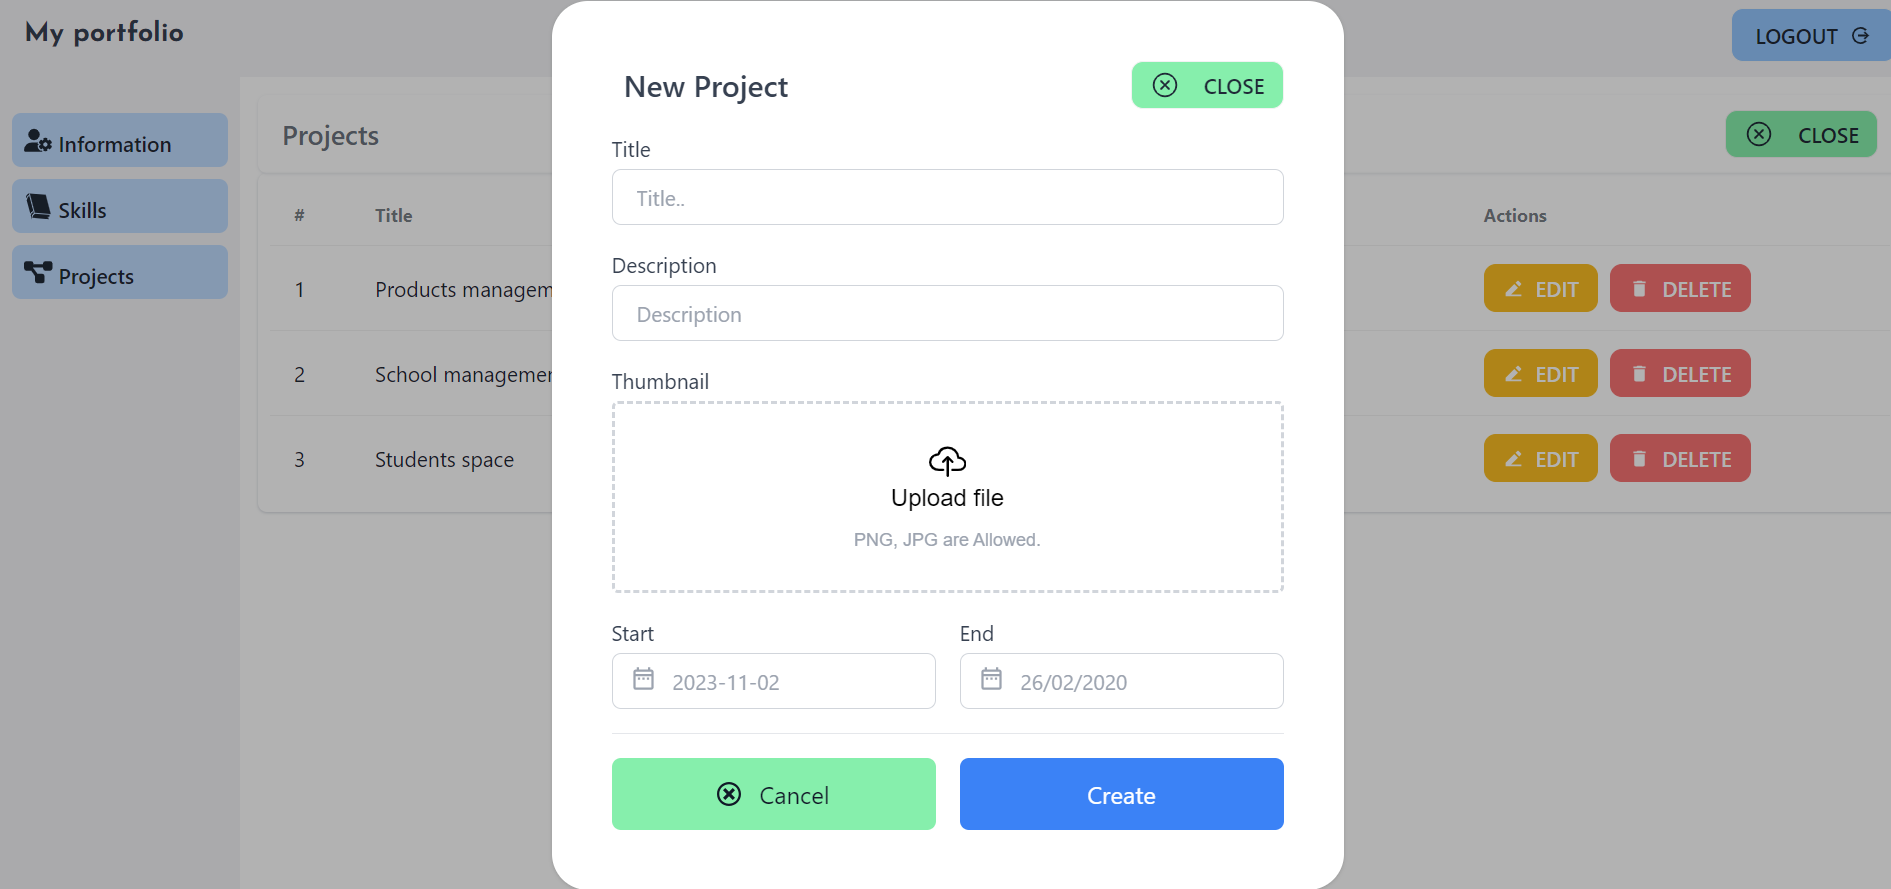 My portfolio
LOGOUT
Information
Skills
Projects
Projects
CLOSE
# Title Actions
1 Products managem EDIT DELETE
2 School managemer EDIT DELETE
3 Students space EDIT DELETE
New Project
CLOSE
Title
Title..
Description
Description
Thumbnail
Upload file
PNG, JPG are Allowed.
Start End
2023-11-02 26/02/2020
Cancel Create